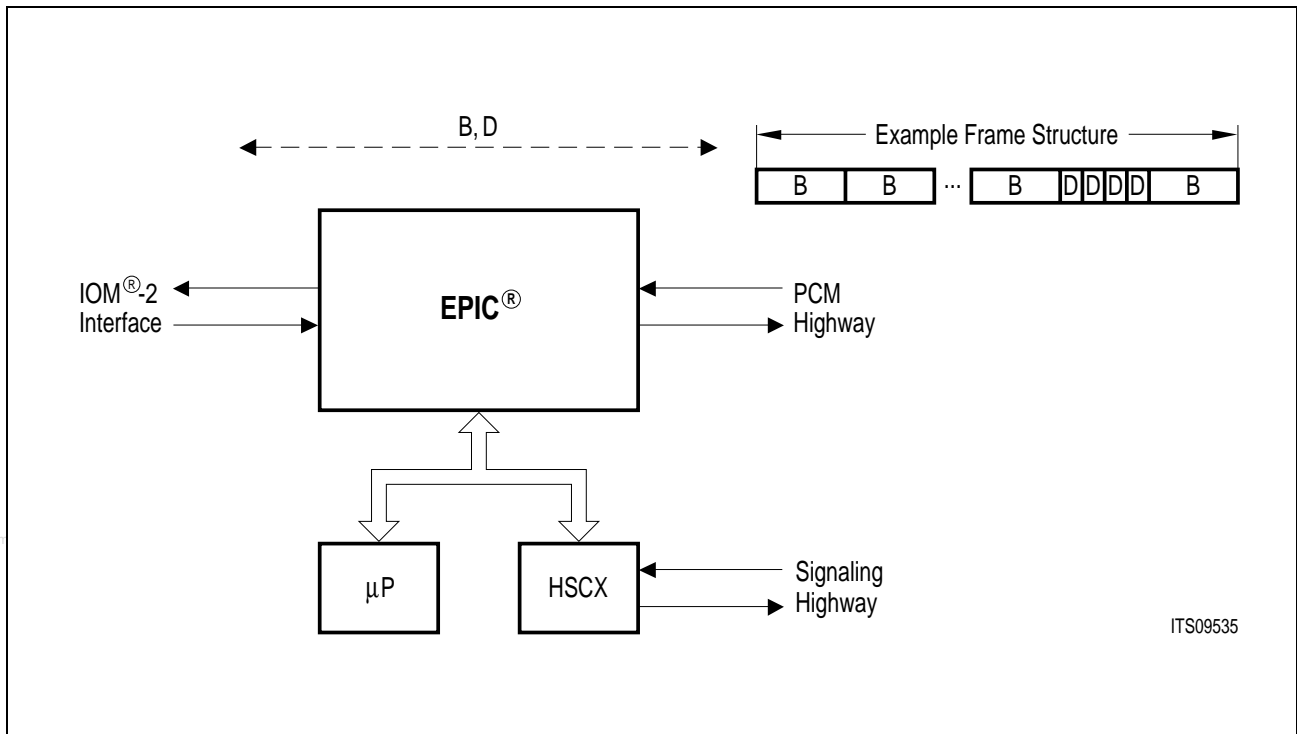 B, D
Example Frame Structure
B B ... B D D D D B
IOM®-2
Interface
EPIC®
PCM
Highway
µP
HSCX
Signaling
Highway
ITS09535